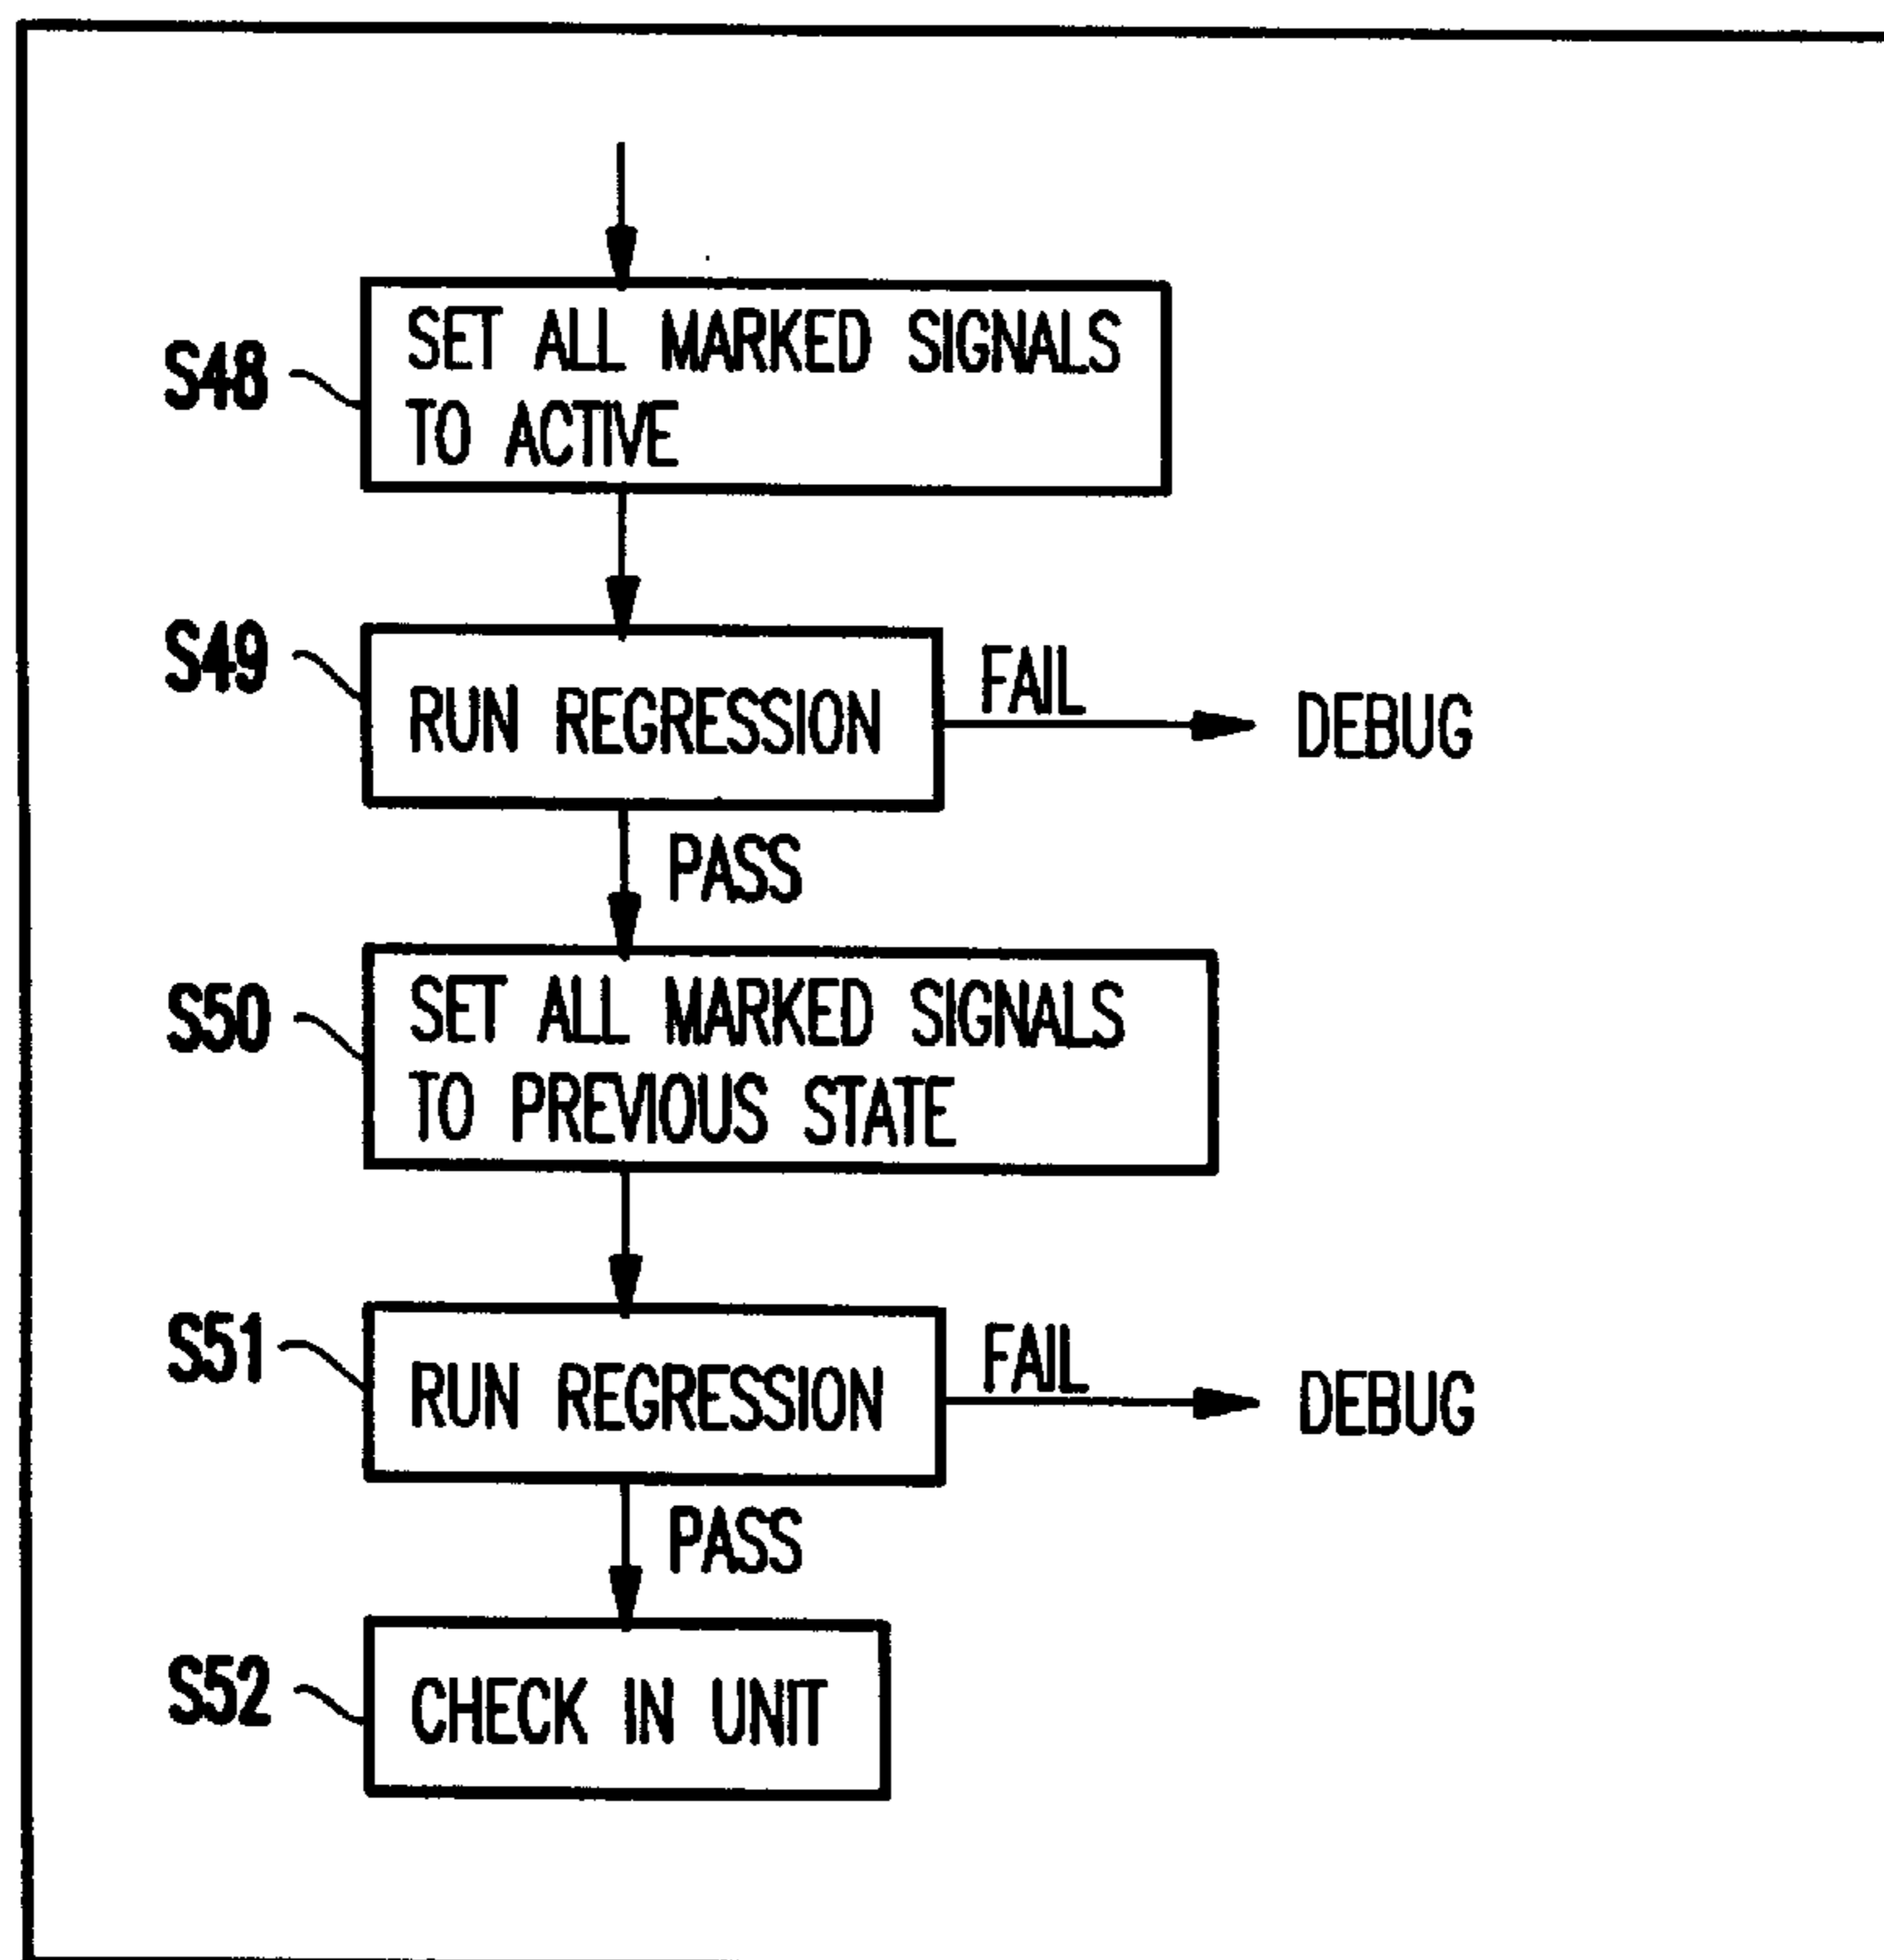 S48
SET ALL MARKED SIGNALS
TO ACTIVE
S49
RUN REGRESSION
FAIL
DEBUG
PASS
S50
SET ALL MARKED SIGNALS
TO PREVIOUS STATE
S51
RUN REGRESSION
FAIL
DEBUG
PASS
S52
CHECK IN UNIT